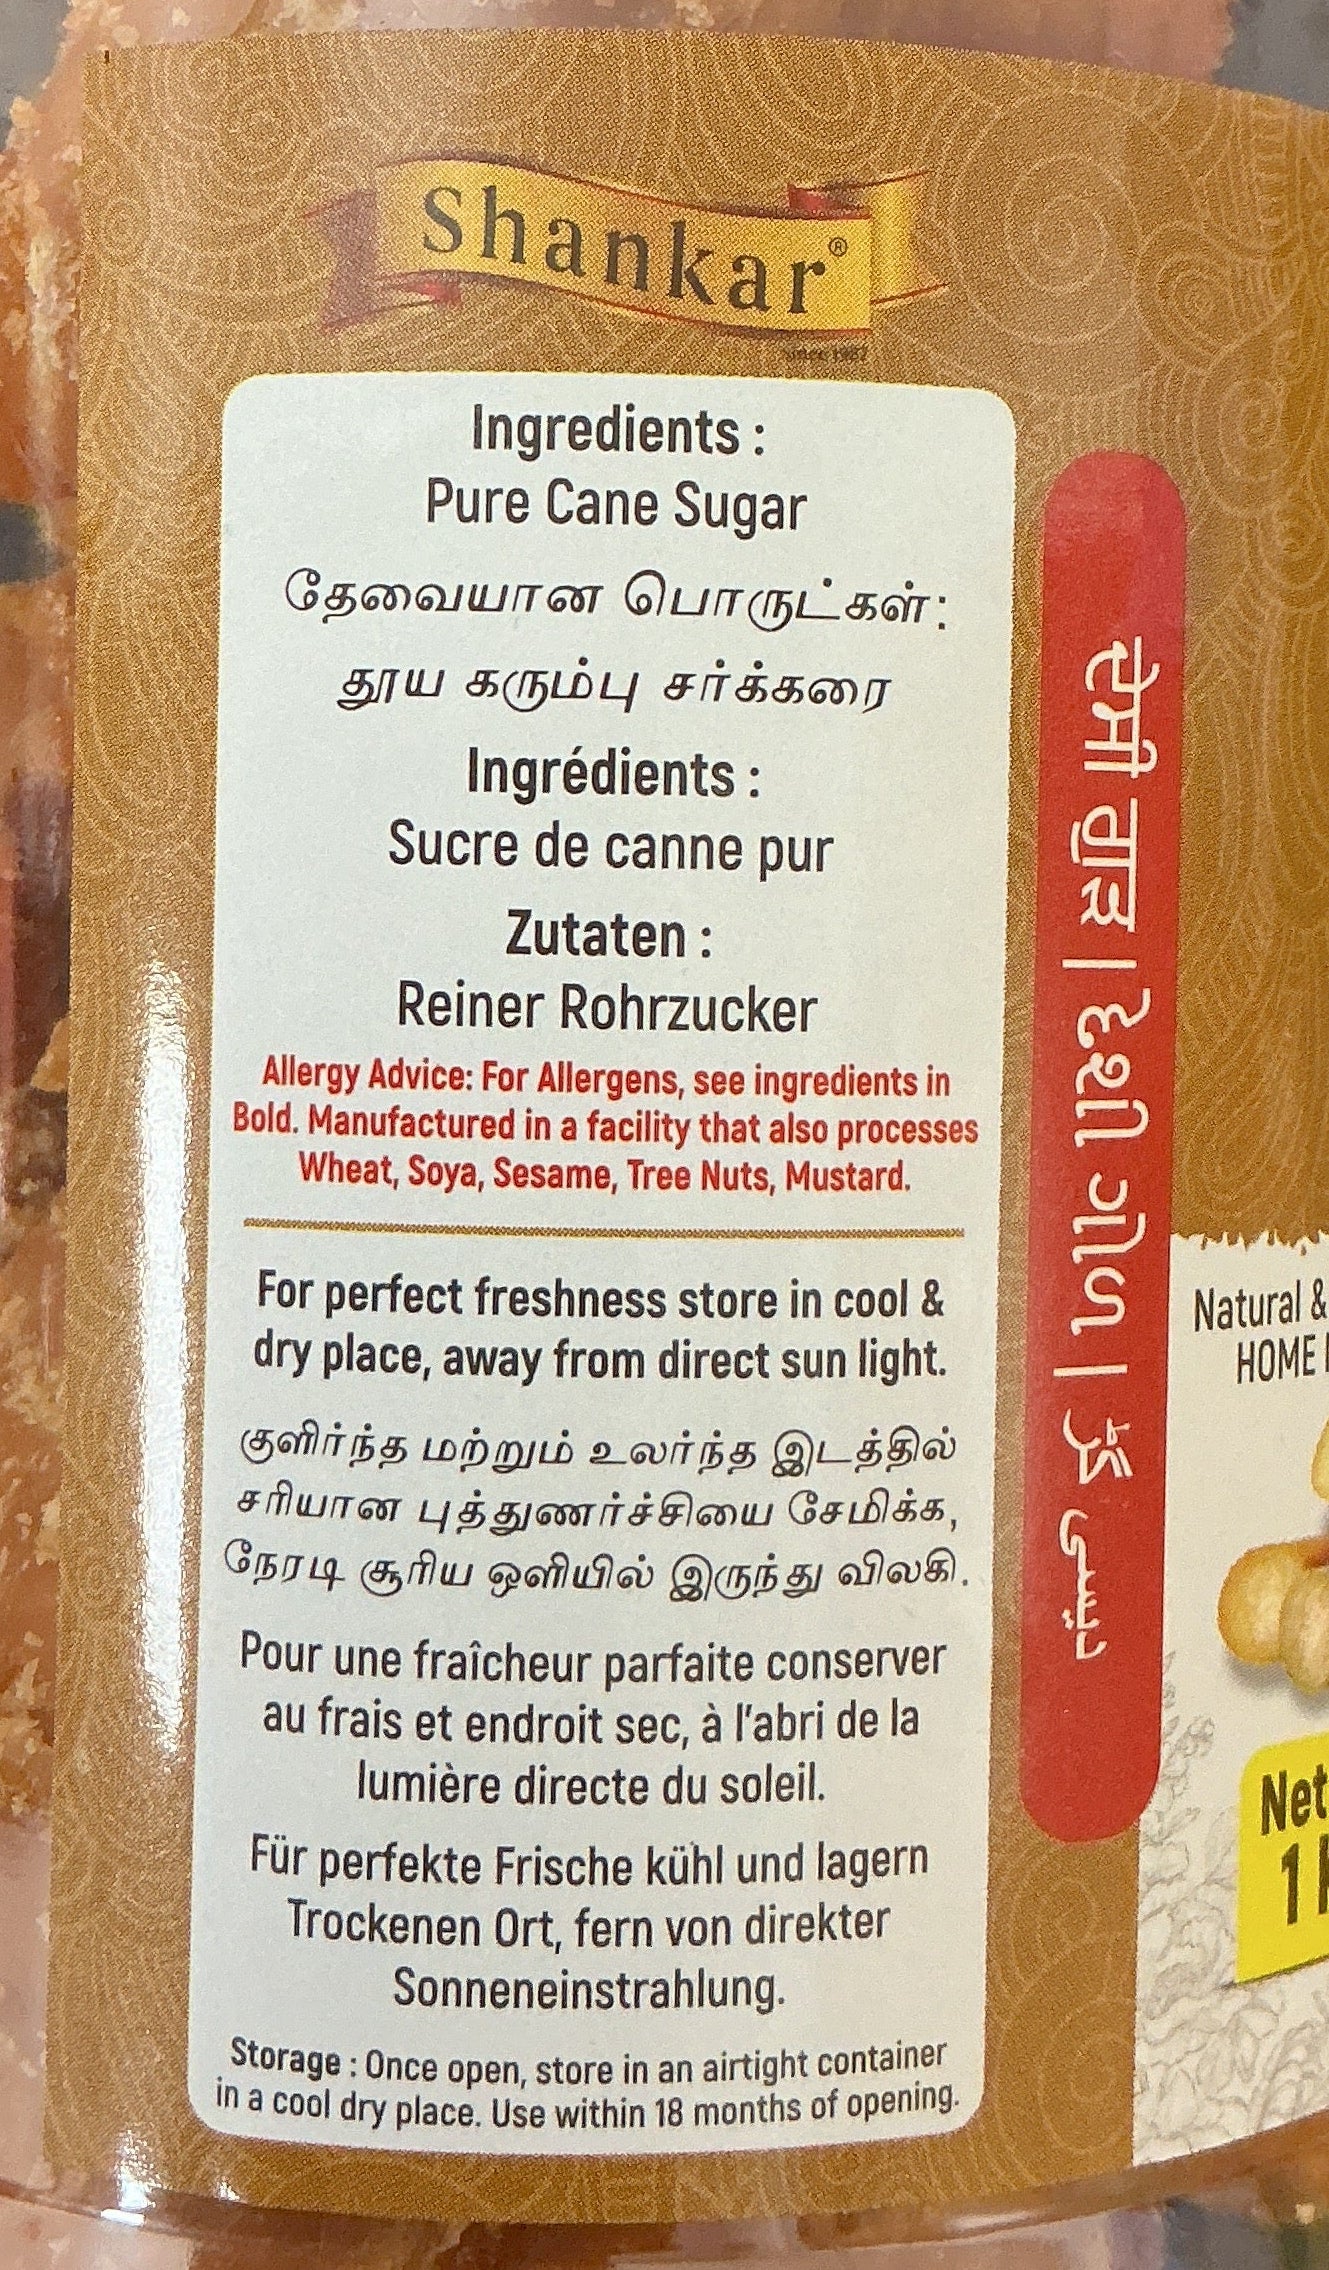 Shankar®
Since 1987
Ingredients :
Pure Cane Sugar
தேவையான பொருட்கள்:
தூய கரும்பு சர்க்கரை
Ingrédients :
Sucre de canne pur
Zutaten :
Reiner Rohrzucker
Allergy Advice: For Allergens, see ingredients in
Bold. Manufactured in a facility that also processes
Wheat, Soya, Sesame, Tree Nuts, Mustard.
For perfect freshness store in cool &
dry place, away from direct sun light.
குளிர்ந்த மற்றும் உலர்ந்த இடத்தில்
சரியான புத்துணர்ச்சியை சேமிக்க,
நேரடி சூரிய ஒளியில் இருந்து விலகி.
Pour une fraîcheur parfaite conserver
au frais et endroit sec, à l'abri de la
lumière directe du soleil.
Für perfekte Frische kühl und lagern
Trockenen Ort, fern von direkter
Sonneneinstrahlung.
Storage : Once open, store in an airtight container
in a cool dry place. Use within 18 months of opening.
देसी गुड़ | દેશી ગોળ | دیسی گڑ
Natural &
HOME
Net
1